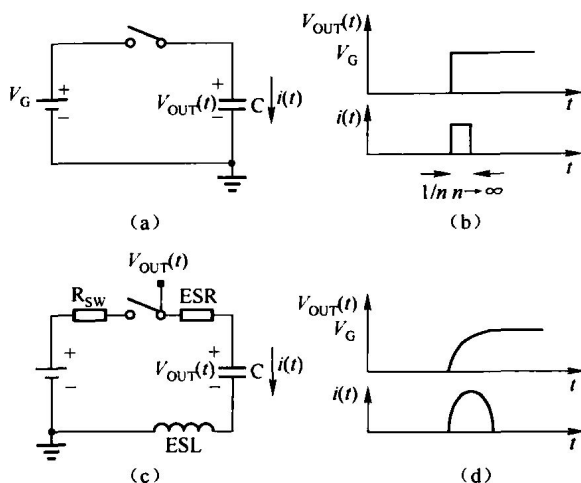 V_G
+
−
V_OUT(t)
+
−
C
i(t)
(a)
V_OUT(t)
V_G
i(t)
t
t
1/n n→∞
(b)
V_OUT(t)
R_SW
ESR
+
−
V_OUT(t)
+
−
C
i(t)
ESL
(c)
V_OUT(t)
V_G
i(t)
t
t
(d)